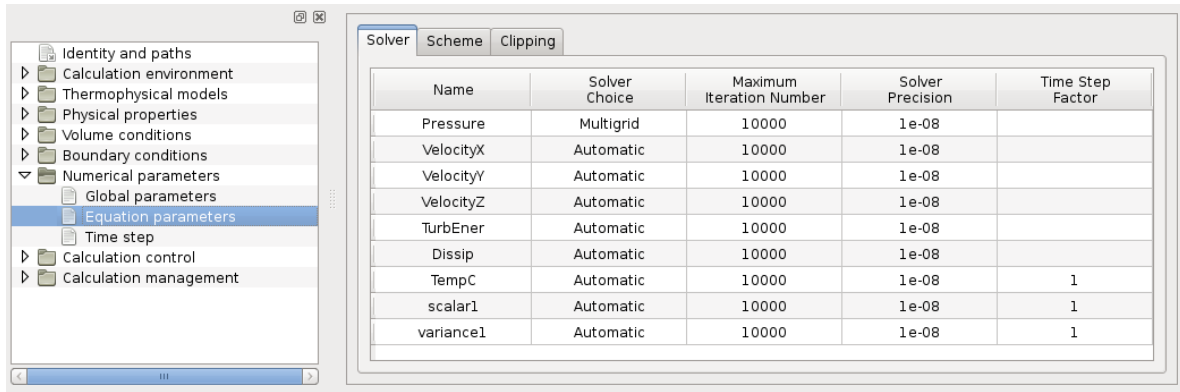 Identity and paths
Calculation environment
Thermophysical models
Physical properties
Volume conditions
Boundary conditions
Numerical parameters
Global parameters
Equation parameters
Time step
Calculation control
Calculation management
Solver Scheme Clipping
Name Solver Choice Maximum Iteration Number Solver Precision Time Step Factor
Pressure Multigrid 10000 1e-08
VelocityX Automatic 10000 1e-08
VelocityY Automatic 10000 1e-08
VelocityZ Automatic 10000 1e-08
TurbEner Automatic 10000 1e-08
Dissip Automatic 10000 1e-08
TempC Automatic 10000 1e-08 1
scalar1 Automatic 10000 1e-08 1
variance1 Automatic 10000 1e-08 1